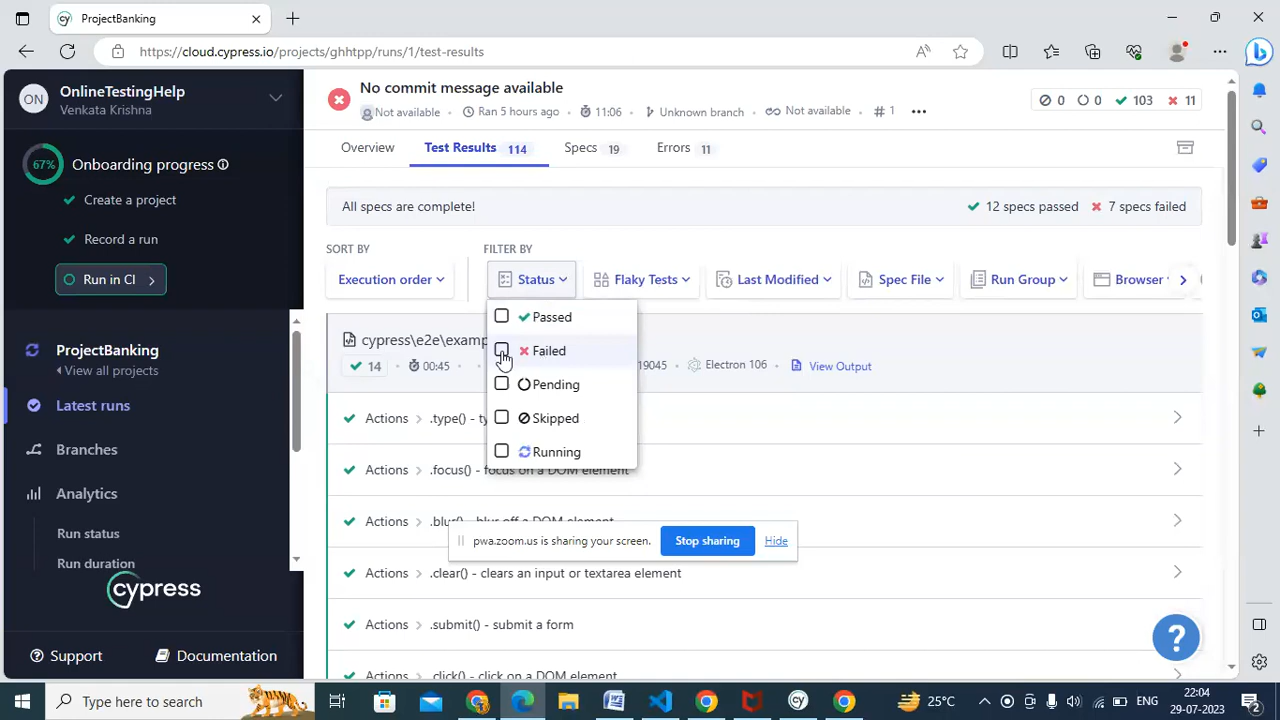 ProjectBanking
https://cloud.cypress.io/projects/ghhtpp/runs/1/test-results
ON
OnlineTestingHelp
Venkata Krishna
67%
Onboarding progress
Create a project
Record a run
Run in CI
ProjectBanking
View all projects
Latest runs
Branches
Analytics
Run status
Run duration
cypress
Support
Documentation
No commit message available
Not available
Ran 5 hours ago
11:06
Unknown branch
Not available
# 1
0 0 103 11
Overview
Test Results 114
Specs 19
Errors 11
All specs are complete!
12 specs passed
7 specs failed
SORT BY
FILTER BY
Execution order
Status
Flaky Tests
Last Modified
Spec File
Run Group
Browser
Passed
Failed
Pending
Skipped
Running
cypress\e2e\examp
14
00:45
19045
Electron 106
View Output
Actions > .type() - ty
Actions > .focus() - focus on a DOM element
Actions > .blur() - blur off a DOM element
pwa.zoom.us is sharing your screen.
Stop sharing
Hide
Actions > .clear() - clears an input or textarea element
Actions > .submit() - submit a form
Actions > .click() - click on a DOM element
?
Type here to search
25°C
ENG
22:04
29-07-2023
2